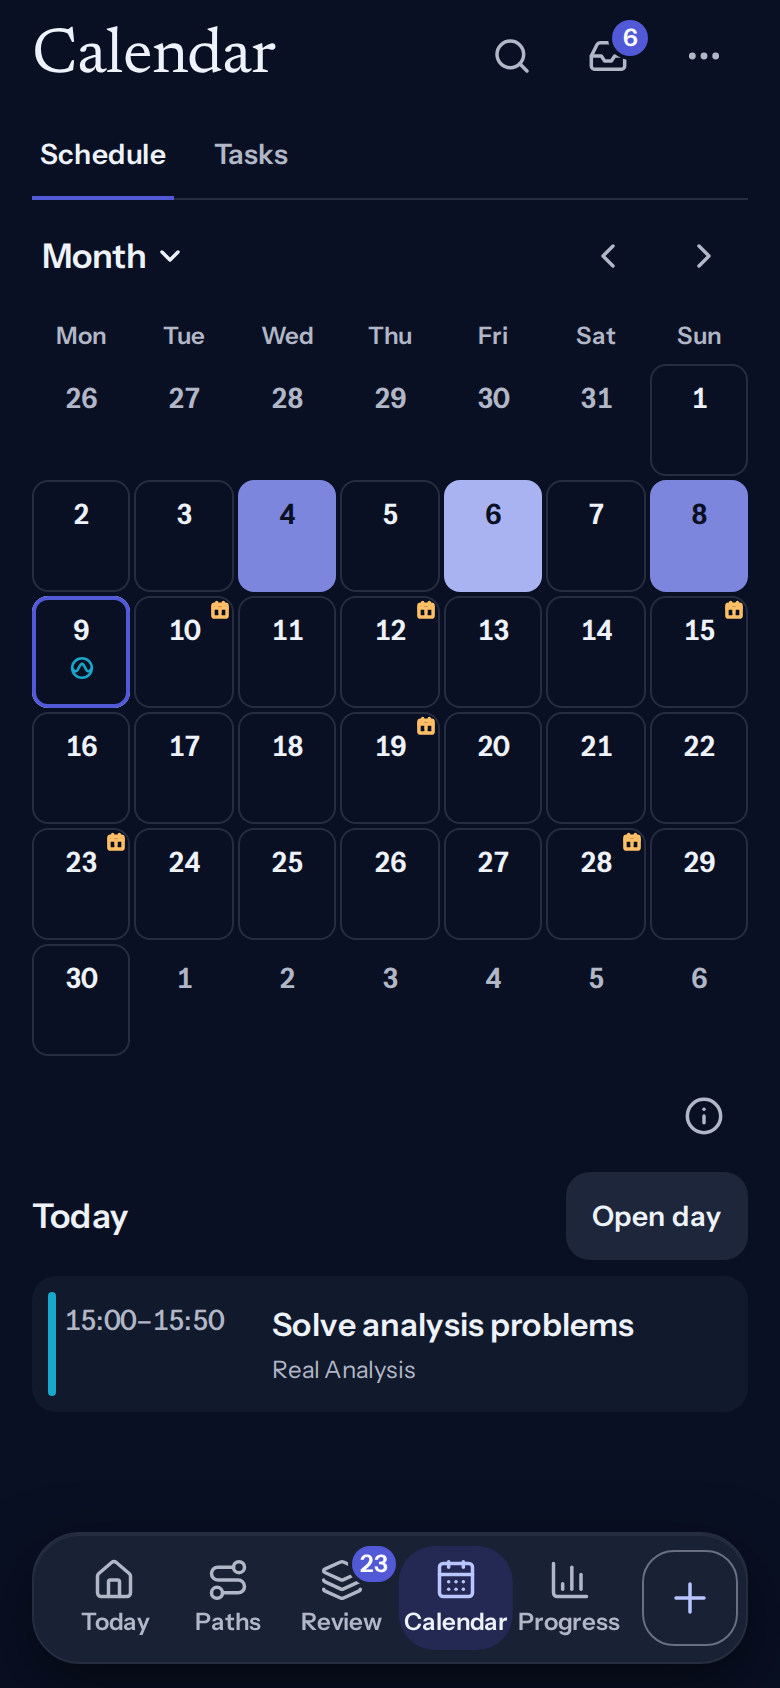 Calendar
6
Schedule Tasks
Month
Mon Tue Wed Thu Fri Sat Sun
26 27 28 29 30 31 1
2 3 4 5 6 7 8
9 10 11 12 13 14 15
16 17 18 19 20 21 22
23 24 25 26 27 28 29
30 1 2 3 4 5 6
Today Open day
15:00–15:50 Solve analysis problems
Real Analysis
23
Today Paths Review Calendar Progress